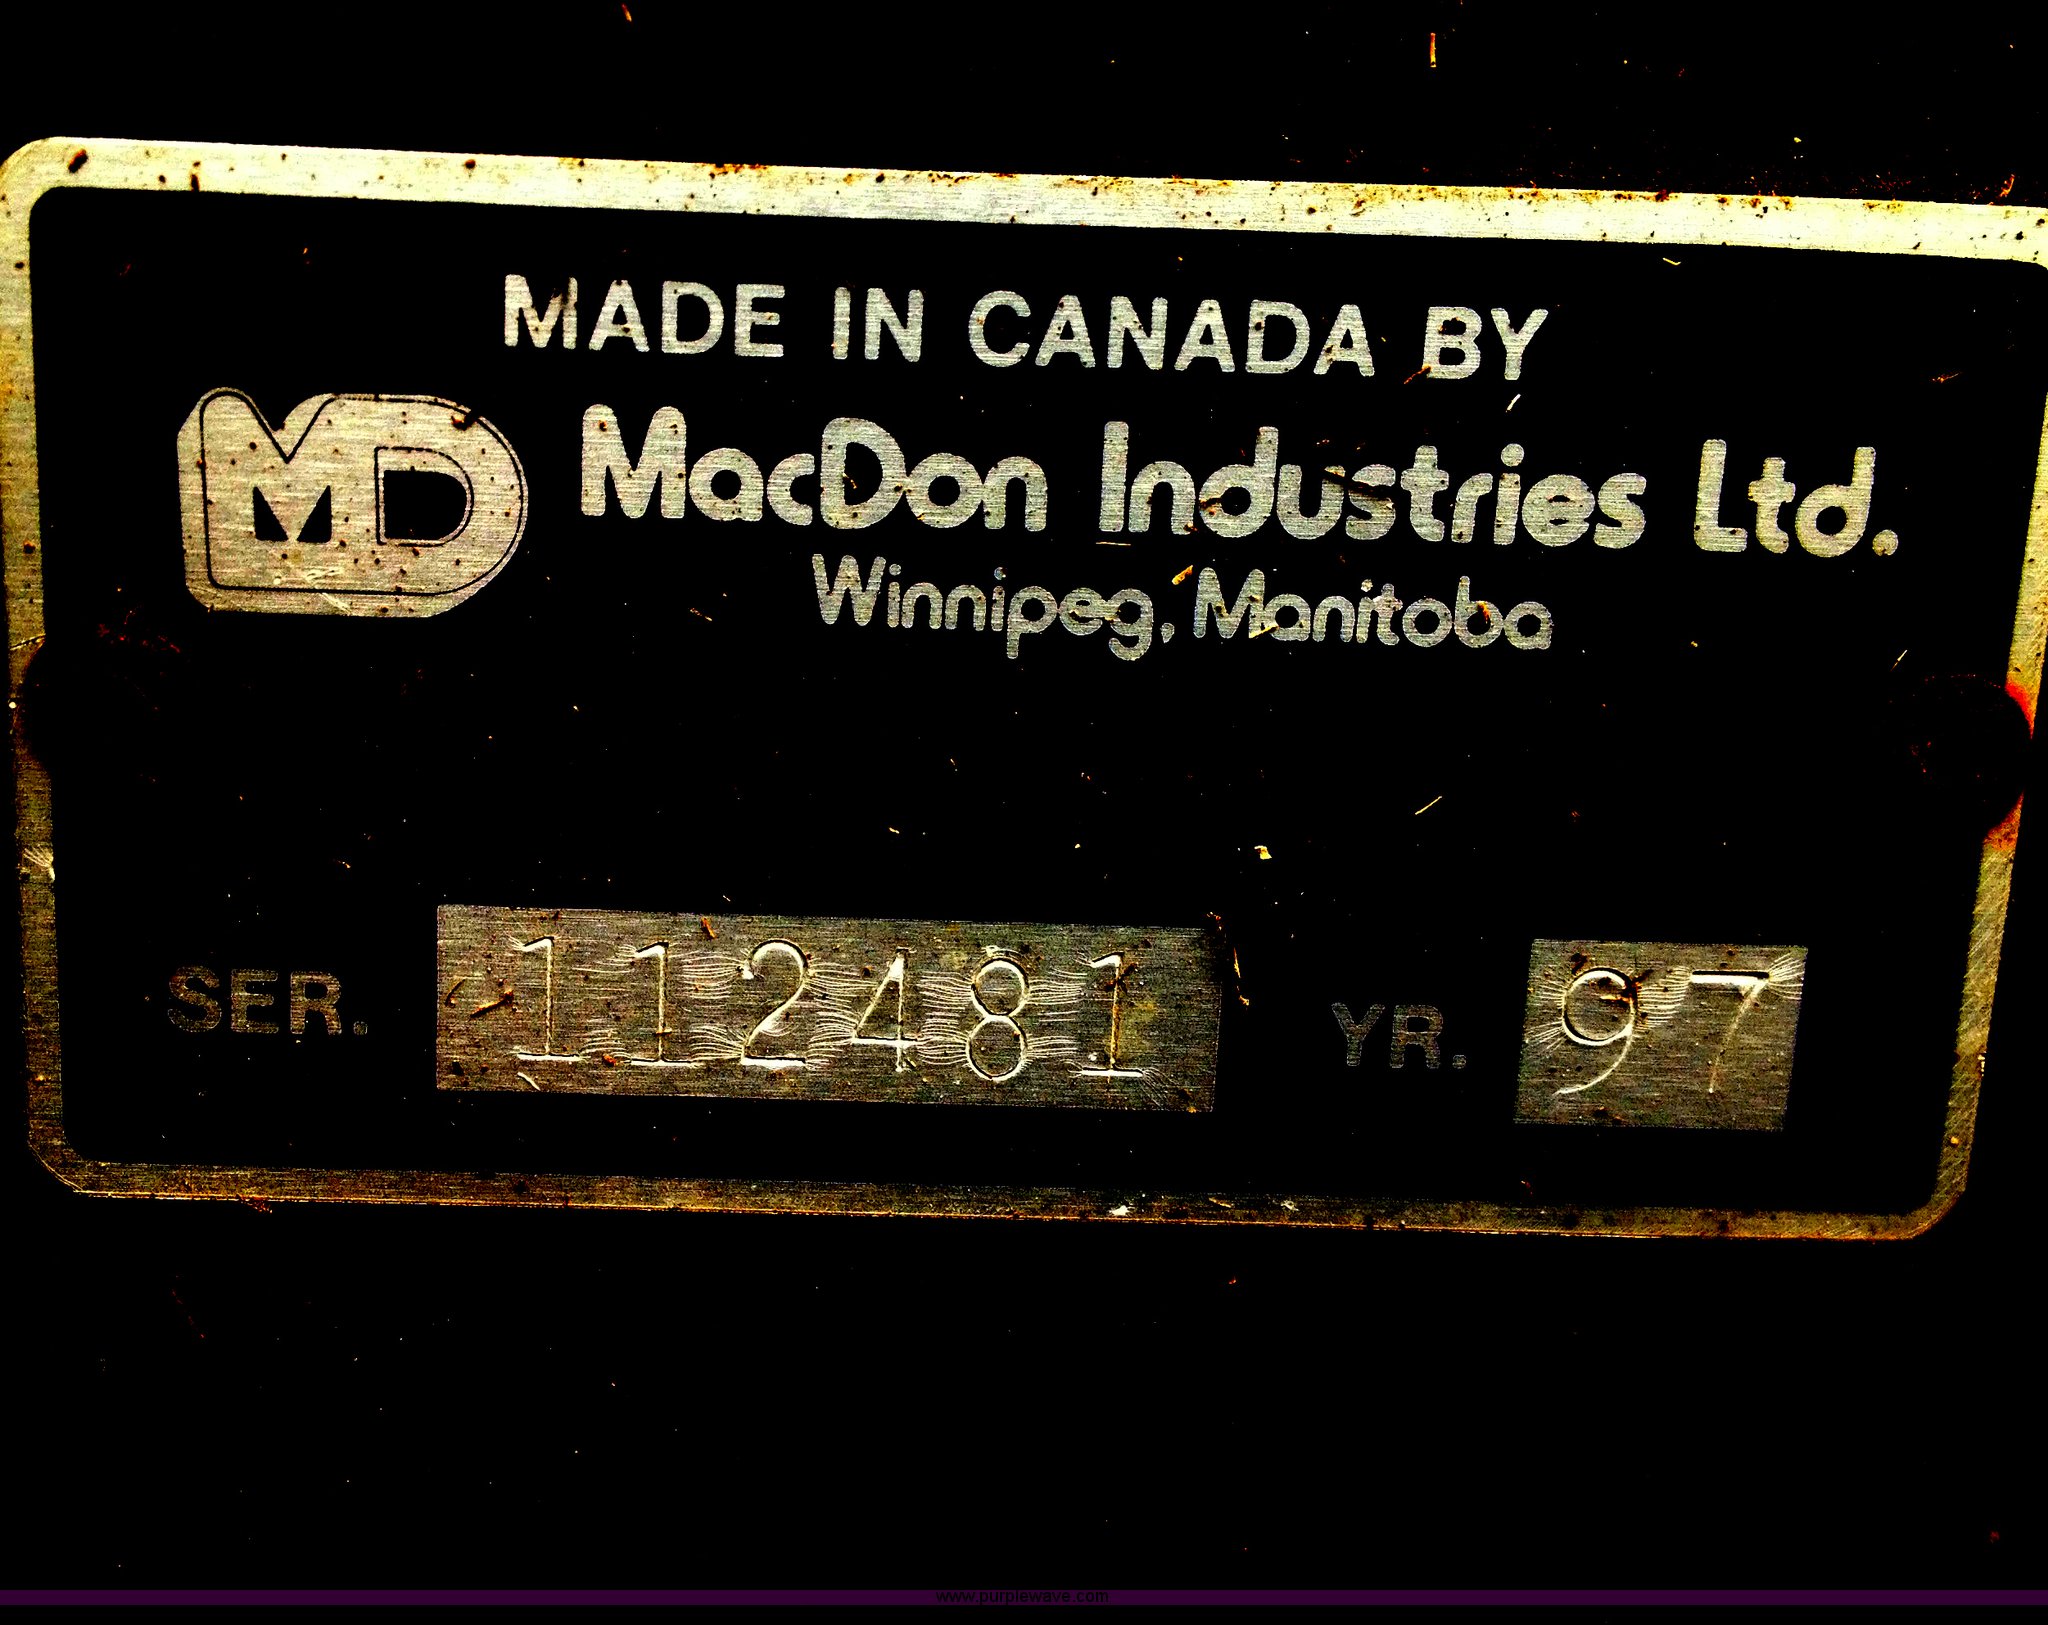 MADE IN CANADA BY
MD MacDon Industries Ltd.
Winnipeg, Manitoba
SER. 112481 YR. 97
www.purplewave.com